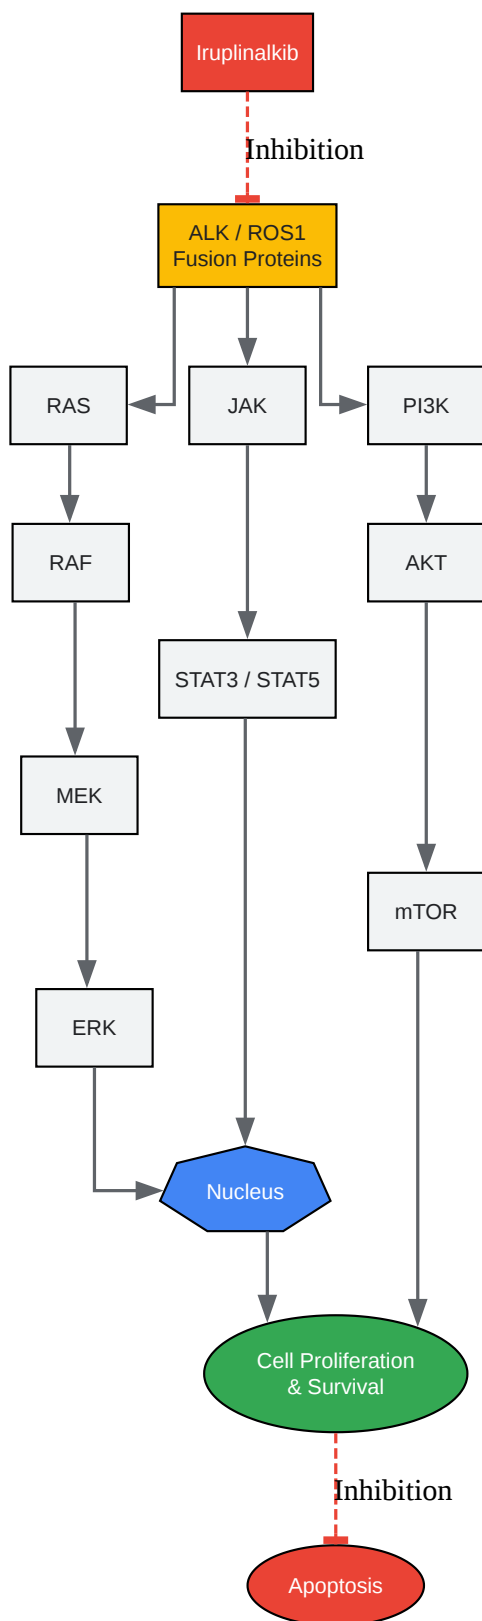 Iruplinalkib
Inhibition
ALK / ROS1
Fusion Proteins
RAS
JAK
PI3K
RAF
AKT
STAT3 / STAT5
MEK
mTOR
ERK
Nucleus
Cell Proliferation
& Survival
Inhibition
Apoptosis